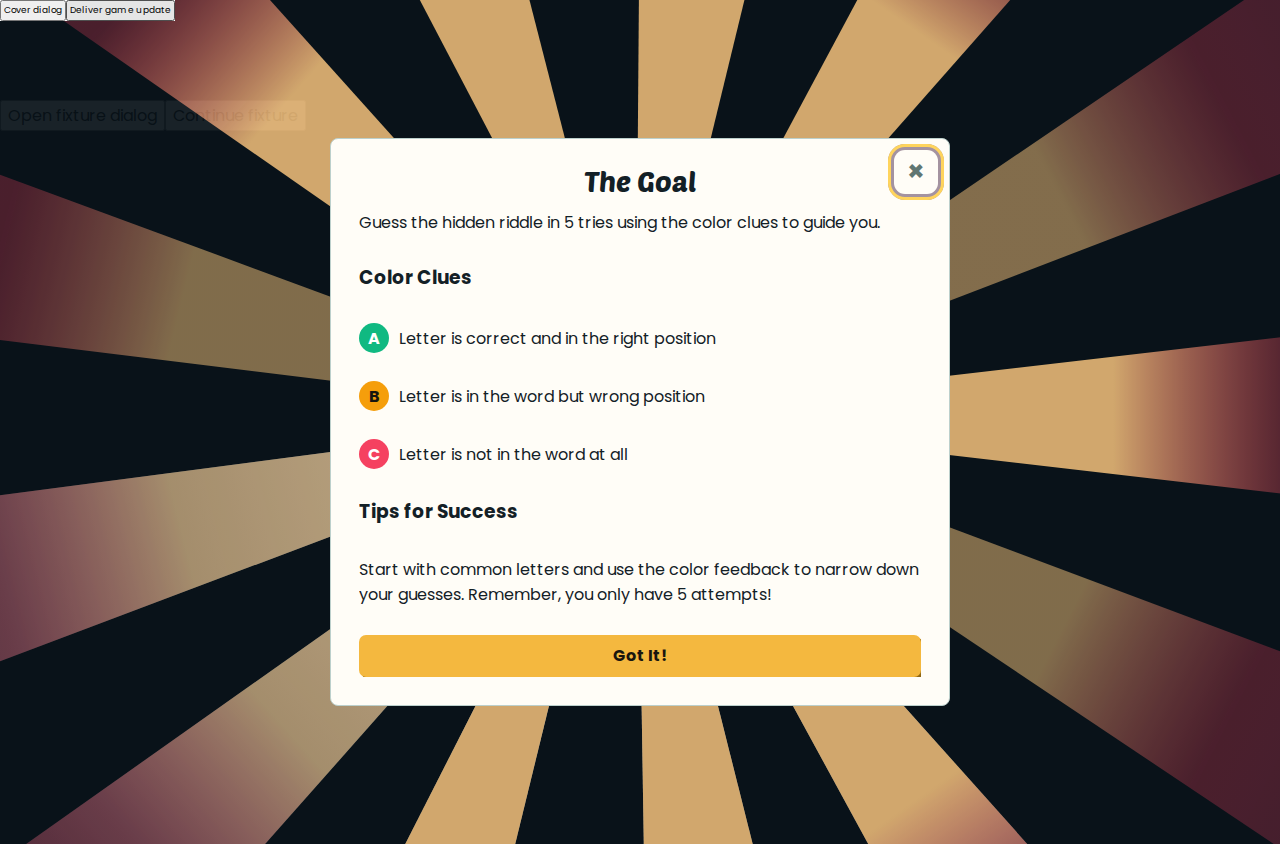 Cover dialog Deliver game update
Open fixture dialog Continue fixture
The Goal
✖
Guess the hidden riddle in 5 tries using the color clues to guide you.
Color Clues
A Letter is correct and in the right position
B Letter is in the word but wrong position
C Letter is not in the word at all
Tips for Success
Start with common letters and use the color feedback to narrow down
your guesses. Remember, you only have 5 attempts!
Got It!